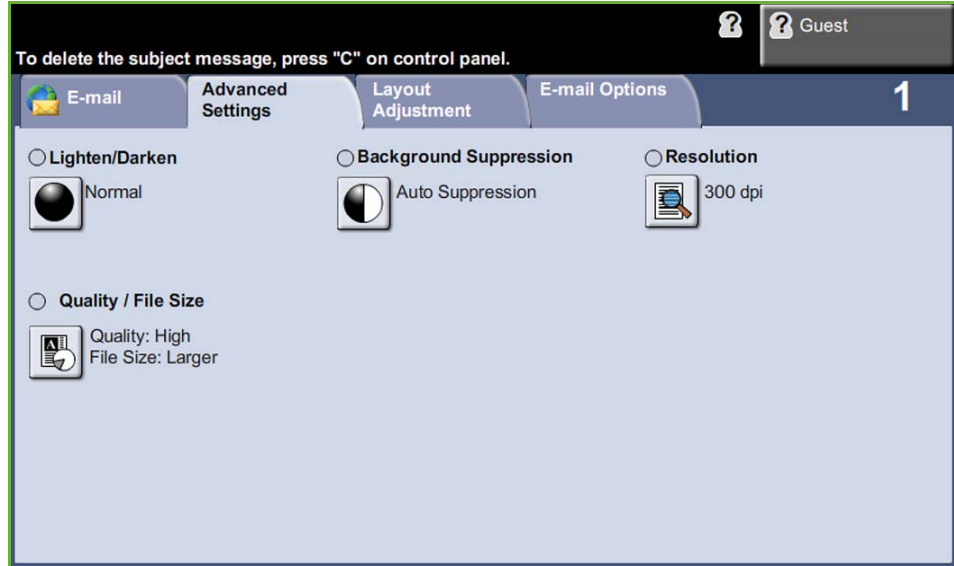 Guest
To delete the subject message, press "C" on control panel.
E-mail
Advanced
Settings
Layout
Adjustment
E-mail Options
1
Lighten/Darken
Normal
Background Suppression
Auto Suppression
Resolution
300 dpi
Quality / File Size
Quality: High
File Size: Larger